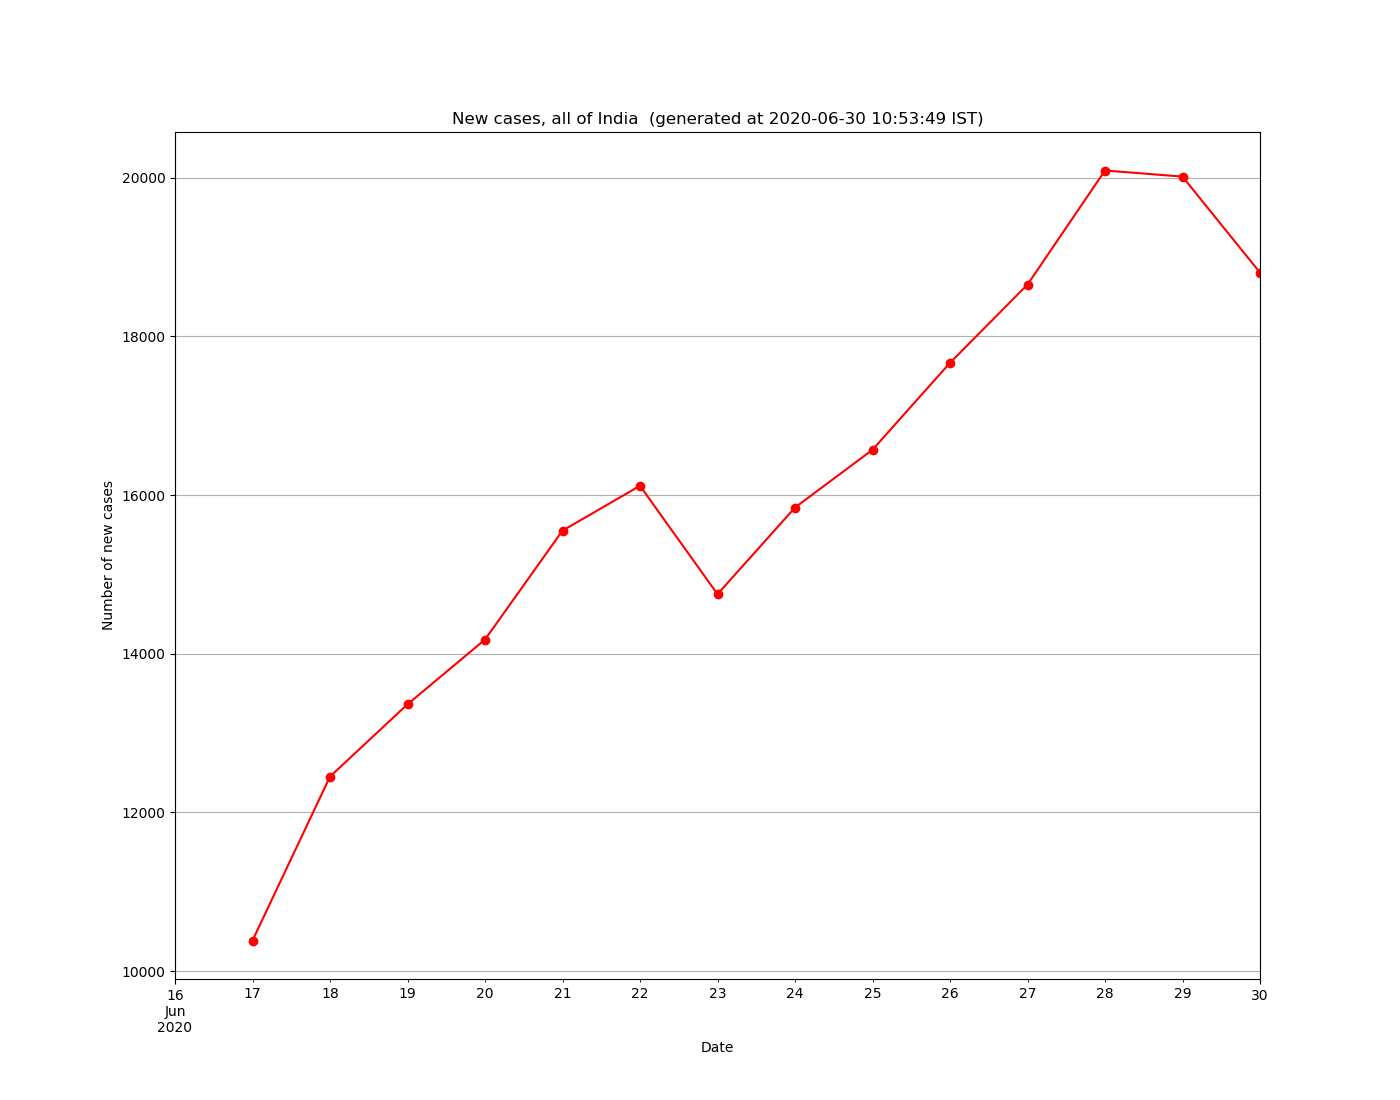 New cases, all of India  (generated at 2020-06-30 10:53:49 IST)
20000
18000
16000
14000
12000
10000
Number of new cases
16 17 18 19 20 21 22 23 24 25 26 27 28 29 30
Jun
2020
Date